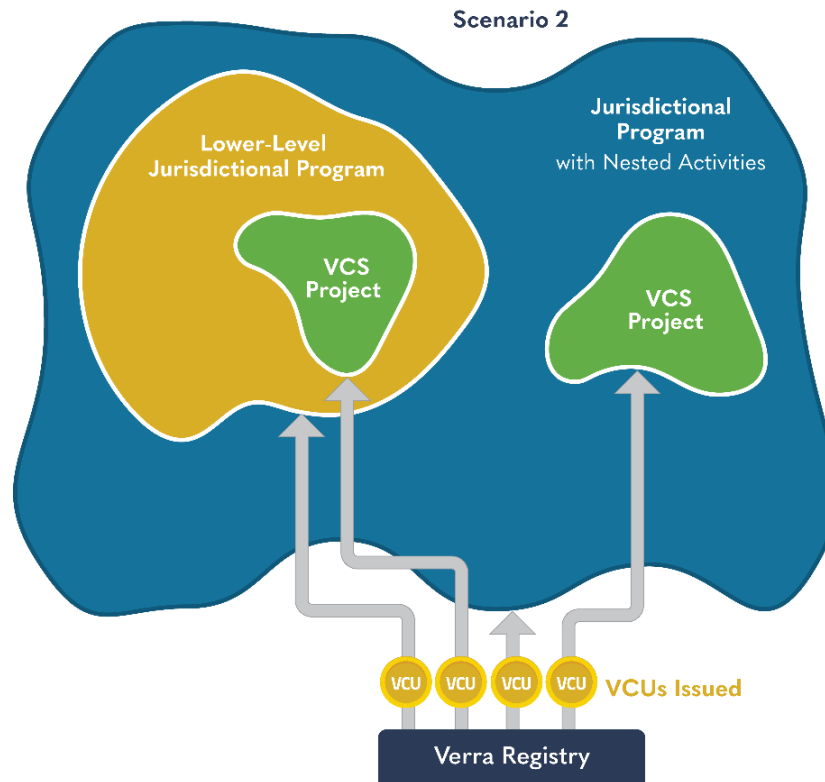 Scenario 2
Jurisdictional
Program
with Nested Activities
Lower-Level
Jurisdictional Program
VCS
Project
VCS
Project
VCU
VCU
VCU
VCU
VCUs Issued
Verra Registry